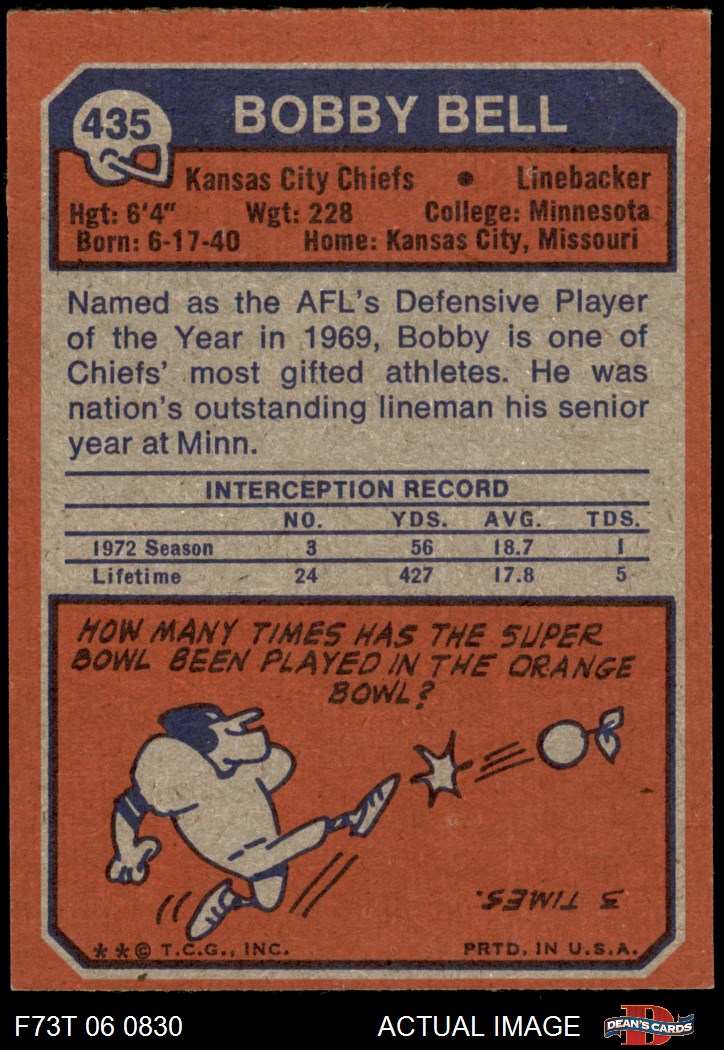 435
BOBBY BELL
Kansas City Chiefs • Linebacker
Hgt: 6'4" Wgt: 228 College: Minnesota
Born: 6-17-40 Home: Kansas City, Missouri
Named as the AFL's Defensive Player
of the Year in 1969, Bobby is one of
Chiefs' most gifted athletes. He was
nation's outstanding lineman his senior
year at Minn.
INTERCEPTION RECORD
NO. YDS. AVG. TDS.
1972 Season 3 56 18.7 1
Lifetime 24 427 17.8 5
HOW MANY TIMES HAS THE SUPER
BOWL BEEN PLAYED IN THE ORANGE
BOWL?
3 TIMES.
**© T.C.G., INC. PRTD. IN U.S.A.
F73T 06 0830 ACTUAL IMAGE D DEAN'S CARDS